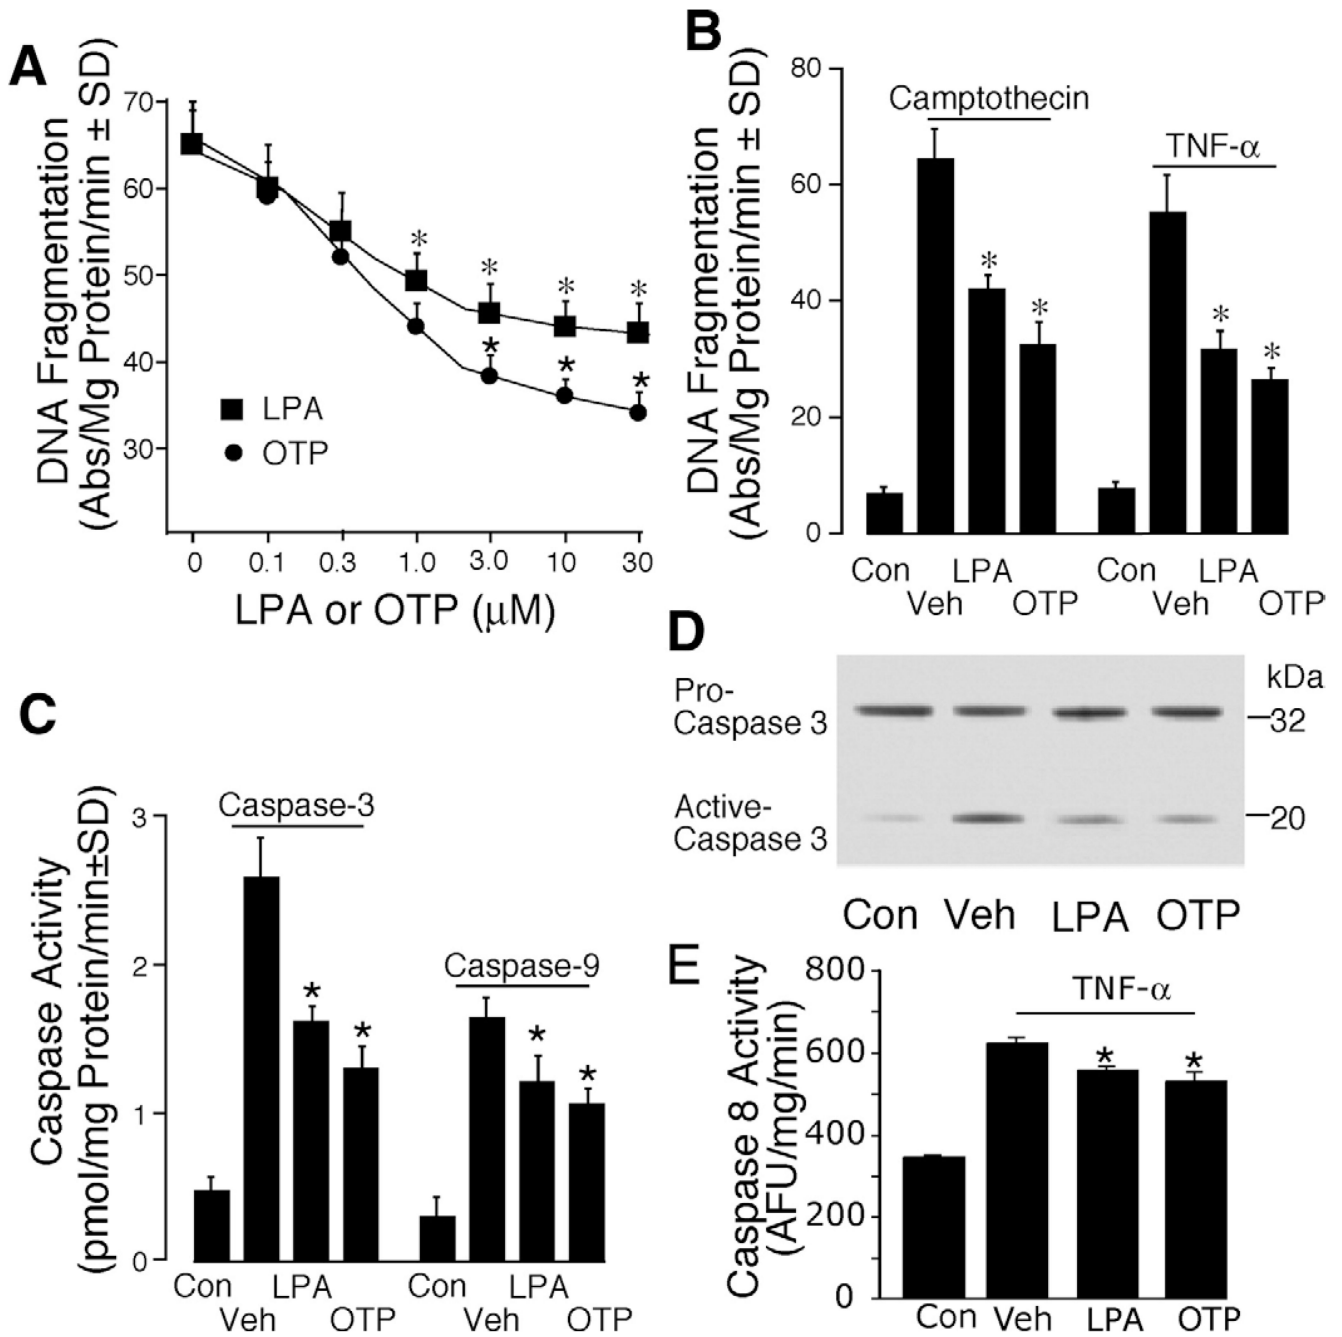 A
DNA Fragmentation
(Abs/Mg Protein/min ± SD)
70
60
50
40
30
* * * *
* * *
LPA
OTP
0 0.1 0.3 1.0 3.0 10 30
LPA or OTP (μM)
B
DNA Fragmentation
(Abs/Mg Protein/min ± SD)
80
60
40
20
0
Camptothecin
TNF-α
* *
* *
Con LPA Con LPA
Veh OTP Veh OTP
C
Caspase Activity
(pmol/mg Protein/min±SD)
3
2
1
0
Caspase-3
Caspase-9
* *
* *
Con LPA Con LPA
Veh OTP Veh OTP
D
Pro-
Caspase 3
Active-
Caspase 3
kDa
32
20
Con Veh LPA OTP
E
Caspase 8 Activity
(AFU/mg/min)
800
600
400
200
0
TNF-α
* *
Con Veh LPA OTP